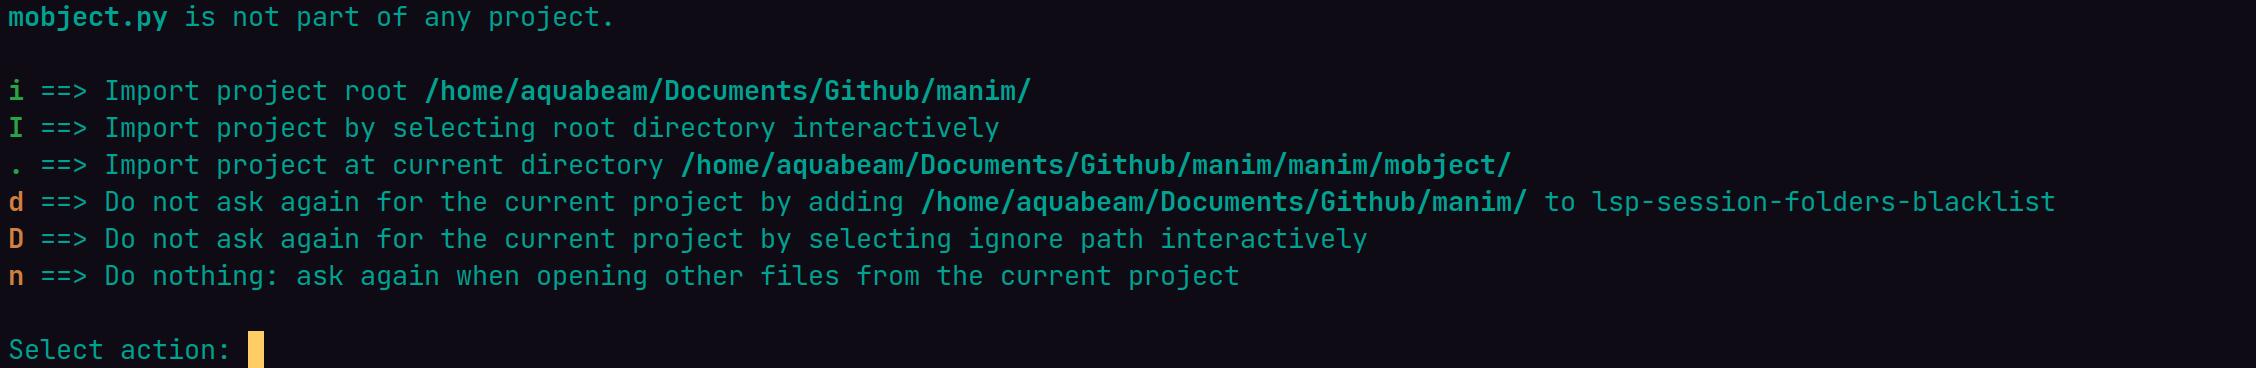 mobject.py is not part of any project.
i ==> Import project root /home/aquabeam/Documents/Github/manim/
I ==> Import project by selecting root directory interactively
. ==> Import project at current directory /home/aquabeam/Documents/Github/manim/manim/mobject/
d ==> Do not ask again for the current project by adding /home/aquabeam/Documents/Github/manim/ to lsp-session-folders-blacklist
D ==> Do not ask again for the current project by selecting ignore path interactively
n ==> Do nothing: ask again when opening other files from the current project
Select action: